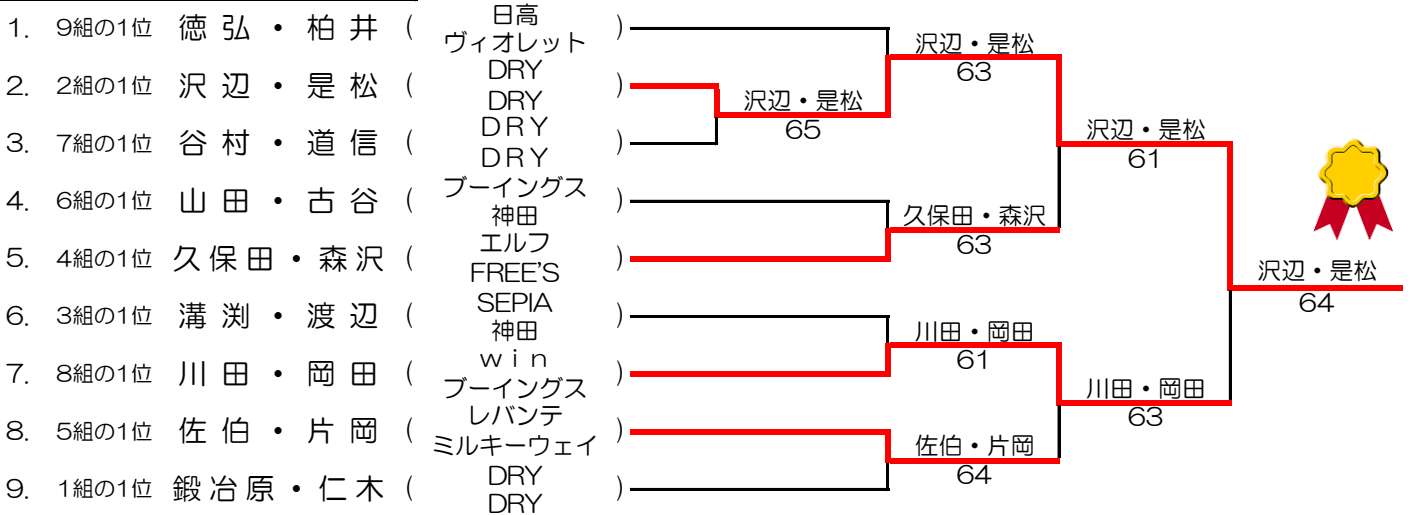 1. 9組の1位 徳弘・柏井 ( 日高 ヴィオレット )
2. 2組の1位 沢辺・是松 ( DRY DRY )
3. 7組の1位 谷村・道信 ( ＤＲＹ ＤＲＹ )
4. 6組の1位 山田・古谷 ( ブーイングス 神田 )
5. 4組の1位 久保田・森沢 ( エルフ FREE'S )
6. 3組の1位 溝渕・渡辺 ( SEPIA 神田 )
7. 8組の1位 川田・岡田 ( ｗｉｎ ブーイングス )
8. 5組の1位 佐伯・片岡 ( レバンテ ミルキーウェイ )
9. 1組の1位 鍛冶原・仁木 ( DRY DRY )
沢辺・是松
65
沢辺・是松
63
久保田・森沢
63
川田・岡田
61
佐伯・片岡
64
沢辺・是松
61
川田・岡田
63
沢辺・是松
64